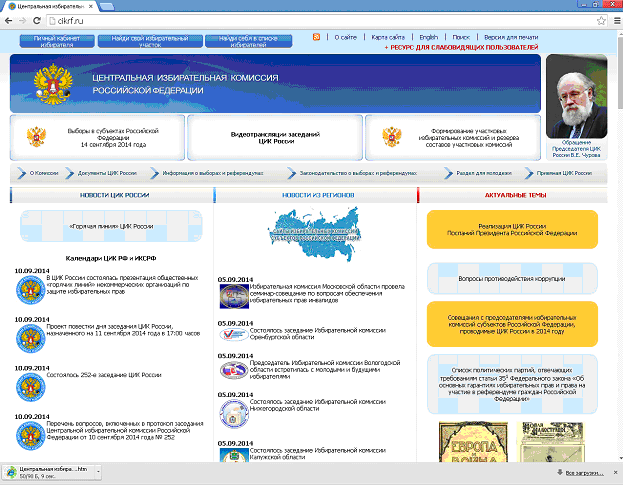 Центральная избирательн
cikrf.ru
Личный кабинет
избирателя
Найди свой избирательный
участок
Найди себя в списке
избирателей
О сайте
Карта сайта
English
Поиск
Версия для печати
+ РЕСУРС ДЛЯ СЛАБОВИДЯЩИХ ПОЛЬЗОВАТЕЛЕЙ
ЦЕНТРАЛЬНАЯ ИЗБИРАТЕЛЬНАЯ КОМИССИЯ
РОССИЙСКОЙ ФЕДЕРАЦИИ
Обращение
Председателя ЦИК
России В.Е. Чурова
Выборы в субъектах Российской
Федерации
14 сентября 2014 года
Видеотрансляции заседаний
ЦИК России
Формирование участковых
избирательных комиссий и резерва
составов участковых комиссий
О Комиссии
Документы ЦИК России
Информация о выборах и референдумах
Законодательство о выборах и референдумах
Раздел для молодежи
Приемная ЦИК России
НОВОСТИ ЦИК РОССИИ
«Горячая линия» ЦИК России
Календари ЦИК РФ и ИКСРФ
10.09.2014
В ЦИК России состоялась презентация общественных
«горячих линий» некоммерческих организаций по
защите избирательных прав
10.09.2014
Проект повестки дня заседания ЦИК России,
назначенного на 11 сентября 2014 года в 17:00 часов
10.09.2014
Состоялось 252-е заседание ЦИК России
10.09.2014
Перечень вопросов, включенных в протокол заседания
Центральной избирательной комиссии Российской
Федерации от 10 сентября 2014 года № 252
НОВОСТИ ИЗ РЕГИОНОВ
САЙТЫ ИЗБИРАТЕЛЬНЫХ КОМИССИЙ
СУБЪЕКТОВ РОССИЙСКОЙ ФЕДЕРАЦИИ
05.09.2014
Избирательная комиссия Московской области провела
семинар-совещание по вопросам обеспечения
избирательных прав инвалидов
05.09.2014
Состоялось заседание Избирательной комиссии
Оренбургской области
05.09.2014
Председатель Избирательной комиссии Вологодской
области встретилась с молодыми и будущими
избирателями
05.09.2014
Состоялось заседание Избирательной комиссии
Нижегородской области
05.09.2014
Состоялось заседание Избирательной комиссии
Калужской области
АКТУАЛЬНЫЕ ТЕМЫ
Реализация ЦИК России
Посланий Президента Российской Федерации
Вопросы противодействия коррупции
Совещания с председателями избирательных
комиссий субъектов Российской Федерации,
проводимые ЦИК России в 2014 году
Список политических партий, отвечающих
требованиям статьи 35¹ Федерального закона «Об
основных гарантиях избирательных прав и права на
участие в референдуме граждан Российской
Федерации»
ЕВРОПА
и ВОЙНА
Центральная избира....htm
50/90 Б, 9 сек.
Все загрузки...